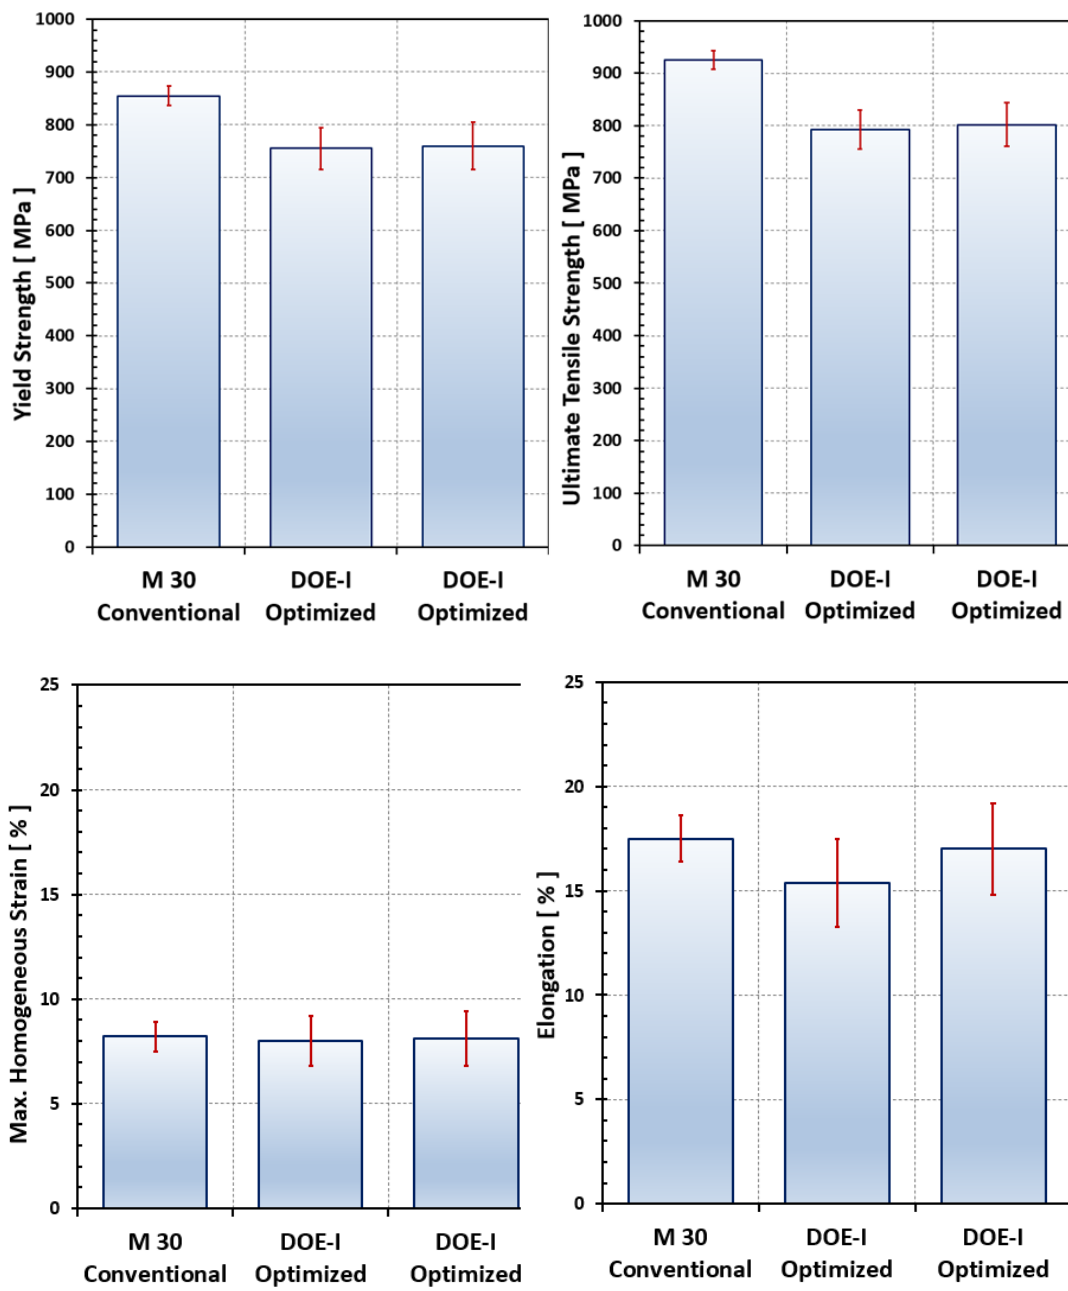 1000
900
800
700
600
500
400
300
200
100
0
Yield Strength [ MPa ]
M 30
Conventional
DOE-I
Optimized
DOE-I
Optimized
1000
900
800
700
600
500
400
300
200
100
0
Ultimate Tensile Strength [ MPa ]
M 30
Conventional
DOE-I
Optimized
DOE-I
Optimized
25
20
15
10
5
0
Max. Homogeneous Strain [ % ]
M 30
Conventional
DOE-I
Optimized
DOE-I
Optimized
25
20
15
10
5
0
Elongation [ % ]
M 30
Conventional
DOE-I
Optimized
DOE-I
Optimized